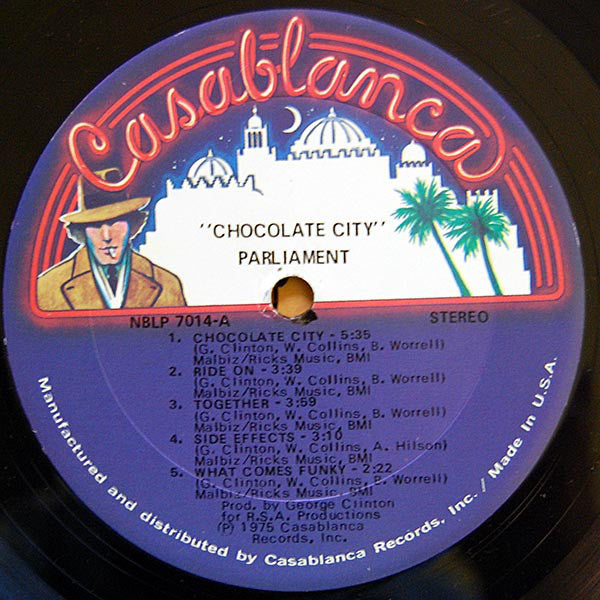 Casablanca
"CHOCOLATE CITY"
PARLIAMENT
NBLP 7014-A STEREO
1. CHOCOLATE CITY - 5:35
(G. Clinton, W. Collins, B. Worrell)
Malbiz/Ricks Music, BMI
2. RIDE ON - 3:39
(G. Clinton, W. Collins, B. Worrell)
Malbiz/Ricks Music, BMI
3. TOGETHER - 3:59
(G. Clinton, W. Collins, B. Worrell)
Malbiz/Ricks Music, BMI
4. SIDE EFFECTS - 3:10
(G. Clinton, W. Collins, A. Hilson)
Malbiz/Ricks Music, BMI
5. WHAT COMES FUNKY - 2:22
(G. Clinton, W. Collins, B. Worrell)
Malbiz/Ricks Music, BMI
Prod. by George Clinton
for R.S.A. Productions
(P) 1975 Casablanca
Records, Inc.
Manufactured and distributed by Casablanca Records, Inc. / Made In U.S.A.